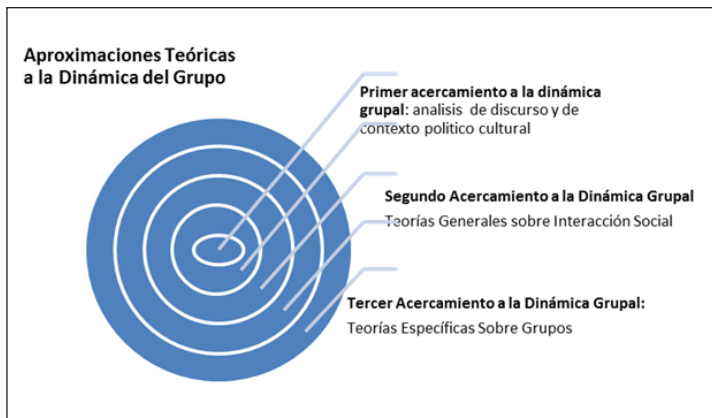 Aproximaciones Teóricas
a la Dinámica del Grupo
Primer acercamiento a la dinámica
grupal: analisis de discurso y de
contexto politico cultural
Segundo Acercamiento a la Dinámica Grupal
Teorías Generales sobre Interacción Social
Tercer Acercamiento a la Dinámica Grupal:
Teorías Específicas Sobre Grupos